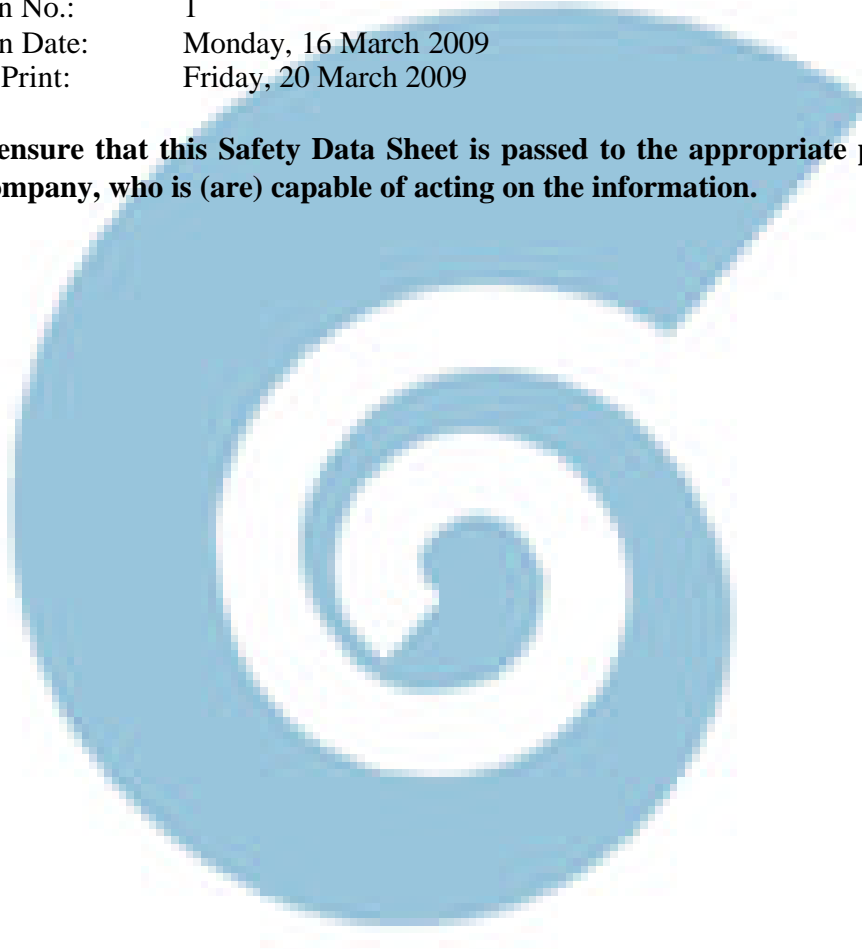 n No.: 1
n Date: Monday, 16 March 2009
Print: Friday, 20 March 2009
ensure that this Safety Data Sheet is passed to the appropriate p
ompany, who is (are) capable of acting on the information.